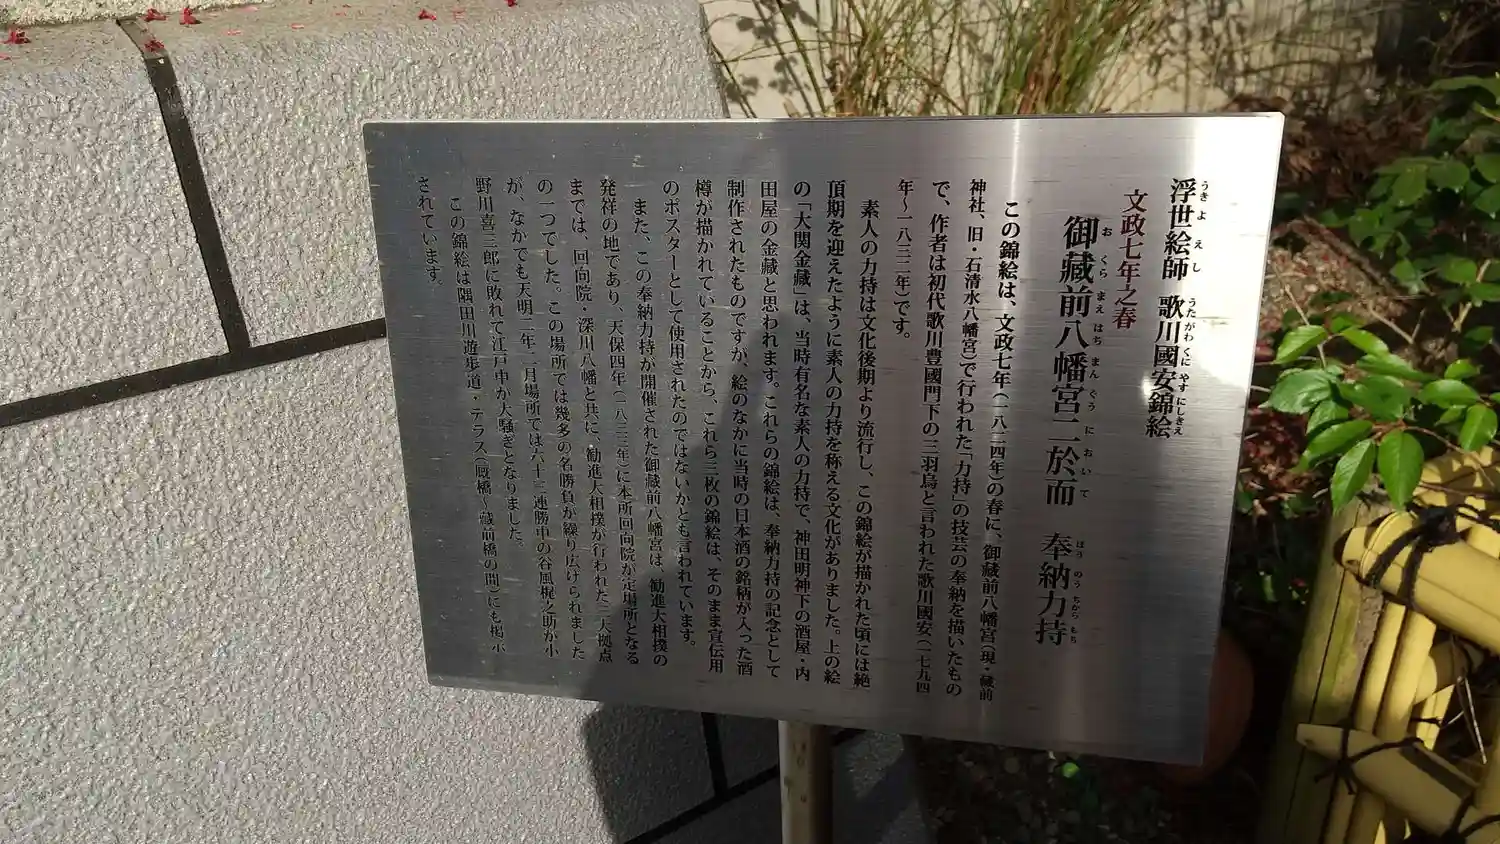 浮世絵師 歌川國安錦絵
文政七年之春
御藏前八幡宮二於而 奉納力持
この錦絵は、文政七年(一八二四年)の春に、御蔵前八幡宮(現・蔵前
神社、旧・石清水八幡宮)で行われた「力持」の技芸の奉納を描いたもの
で、作者は初代歌川豊國門下の三羽烏と言われた歌川國安(一七九四
年〜一八三二年)です。
素人の力持は文化後期より流行し、この錦絵が描かれた頃には絶
頂期を迎えたように素人の力持を称える文化がありました。上の絵
の「大関金藏」は、当時有名な素人の力持で、神田明神下の酒屋・内
田屋の金藏と思われます。これらの錦絵は、奉納力持の記念として
制作されたものですが、絵のなかに当時の日本酒の銘柄が入った酒
樽が描かれていることから、これら三枚の錦絵は、そのまま宣伝用
のポスターとして使用されたのではないかとも言われています。
また、この奉納力持が開催された御蔵前八幡宮は、勧進大相撲の
発祥の地であり、天保四年(一八三三年)に本所回向院が定場所となる
までは、回向院・深川八幡と共に、勧進大相撲が行われた三大拠点
の一つでした。この場所では幾多の名勝負が繰り広げられました
が、なかでも天明二年二月場所では六十三連勝中の谷風梶之助が小
野川喜三郎に敗れて江戸中が大騒ぎとなりました。
この錦絵は隅田川遊歩道・テラス(厩橋〜蔵前橋の間)にも掲示
されています。